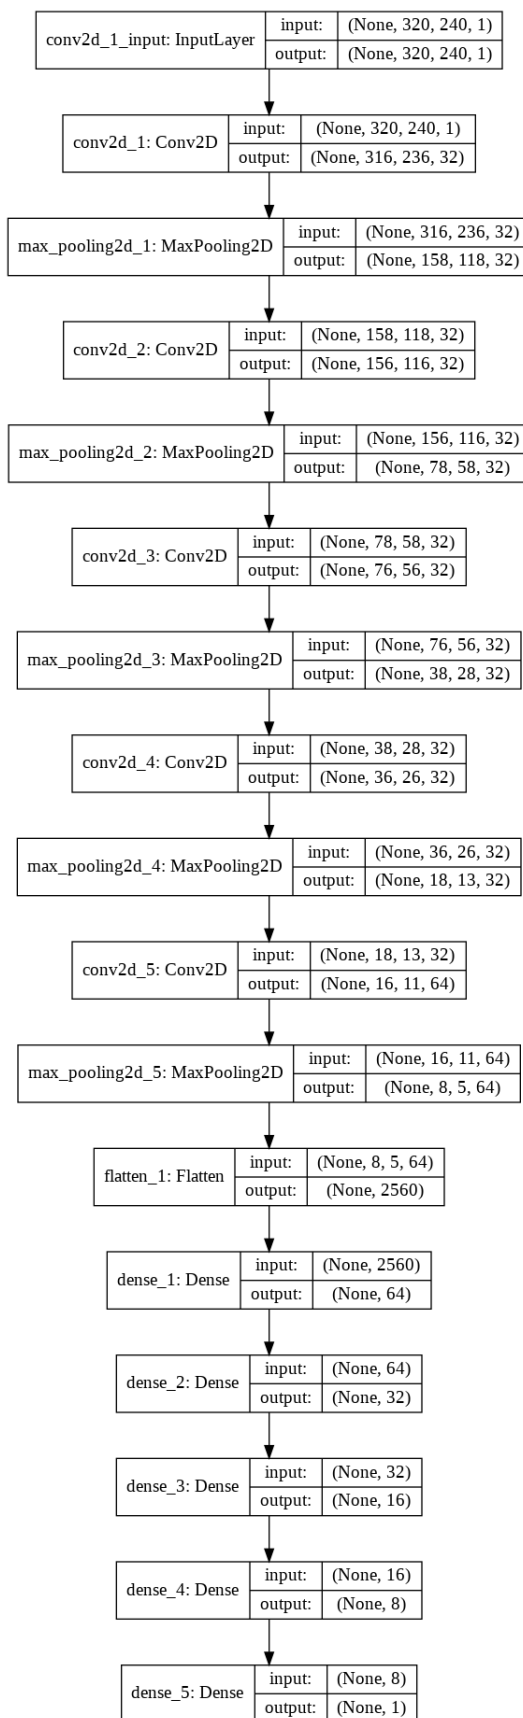 conv2d_1_input: InputLayer
input: (None, 320, 240, 1)
output: (None, 320, 240, 1)
conv2d_1: Conv2D
input: (None, 320, 240, 1)
output: (None, 316, 236, 32)
max_pooling2d_1: MaxPooling2D
input: (None, 316, 236, 32)
output: (None, 158, 118, 32)
conv2d_2: Conv2D
input: (None, 158, 118, 32)
output: (None, 156, 116, 32)
max_pooling2d_2: MaxPooling2D
input: (None, 156, 116, 32)
output: (None, 78, 58, 32)
conv2d_3: Conv2D
input: (None, 78, 58, 32)
output: (None, 76, 56, 32)
max_pooling2d_3: MaxPooling2D
input: (None, 76, 56, 32)
output: (None, 38, 28, 32)
conv2d_4: Conv2D
input: (None, 38, 28, 32)
output: (None, 36, 26, 32)
max_pooling2d_4: MaxPooling2D
input: (None, 36, 26, 32)
output: (None, 18, 13, 32)
conv2d_5: Conv2D
input: (None, 18, 13, 32)
output: (None, 16, 11, 64)
max_pooling2d_5: MaxPooling2D
input: (None, 16, 11, 64)
output: (None, 8, 5, 64)
flatten_1: Flatten
input: (None, 8, 5, 64)
output: (None, 2560)
dense_1: Dense
input: (None, 2560)
output: (None, 64)
dense_2: Dense
input: (None, 64)
output: (None, 32)
dense_3: Dense
input: (None, 32)
output: (None, 16)
dense_4: Dense
input: (None, 16)
output: (None, 8)
dense_5: Dense
input: (None, 8)
output: (None, 1)